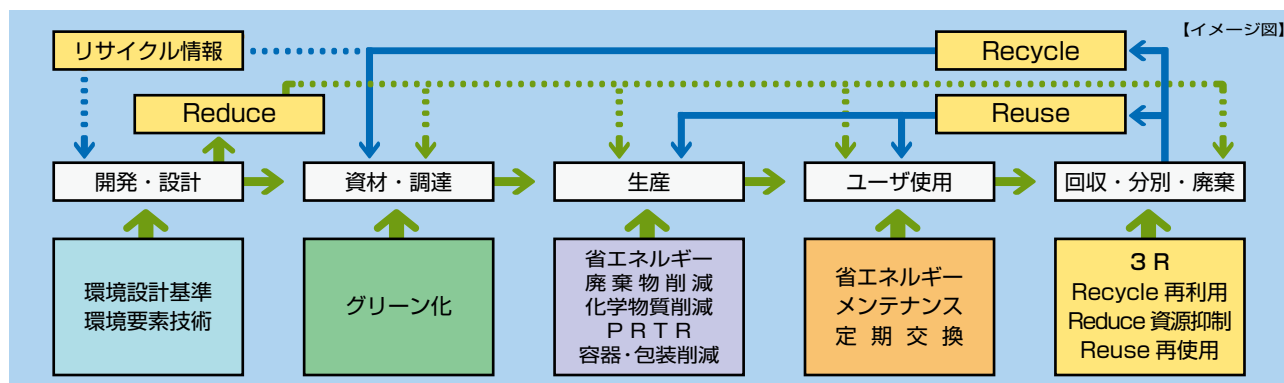 【イメージ図】
リサイクル情報
Recycle
Reduce
Reuse
開発・設計
資材・調達
生産
ユーザ使用
回収・分別・廃棄
環境設計基準
環境要素技術
グリーン化
省エネルギー
廃棄物削減
化学物質削減
PRTR
容器・包装削減
省エネルギー
メンテナンス
定期交換
3R
Recycle 再利用
Reduce 資源抑制
Reuse 再使用